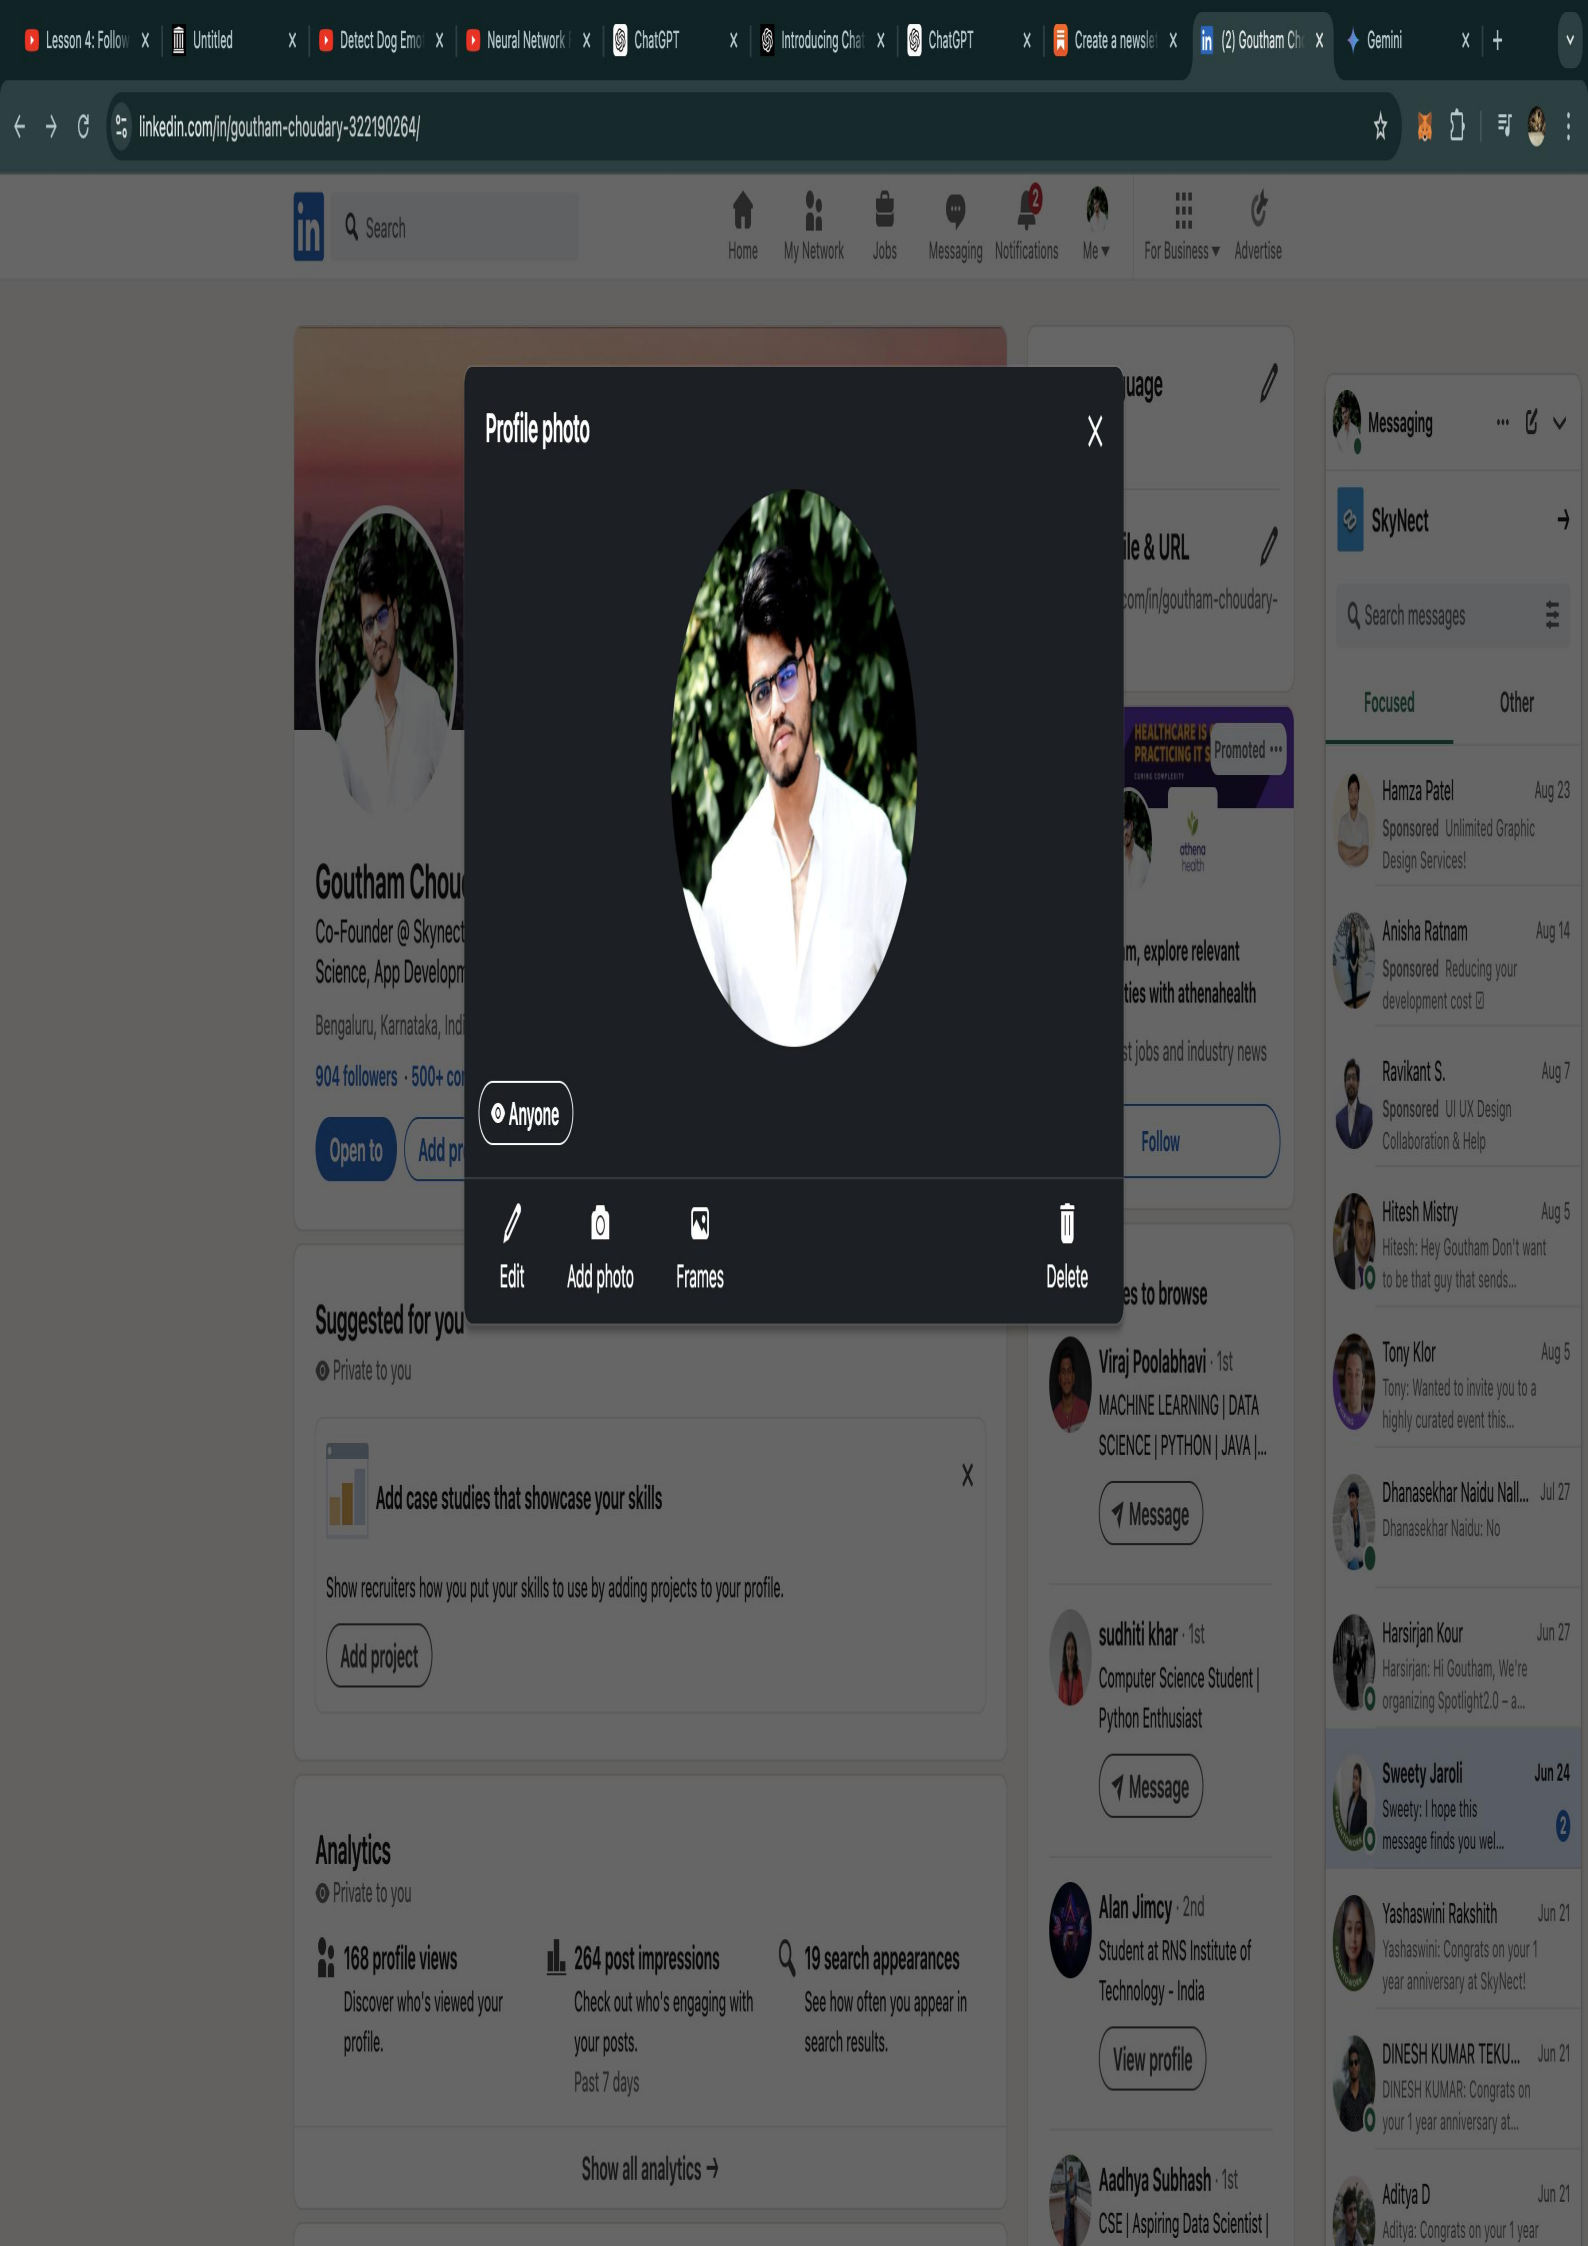 Lesson 4: Follow
Untitled
Detect Dog Emo
Neural Network
ChatGPT
Introducing Chat
ChatGPT
Create a newsle
(2) Goutham Ch
Gemini
linkedin.com/in/goutham-choudary-322190264/
in
Search
Home
My Network
Jobs
Messaging
2
Notifications
Me
For Business
Advertise
Profile photo
Anyone
Edit
Add photo
Frames
Delete
Goutham Chou
Co-Founder @ Skynect
Science, App Developm
Bengaluru, Karnataka, Indi
904 followers · 500+ co
Open to
Add pr
Suggested for you
Private to you
Add case studies that showcase your skills
Show recruiters how you put your skills to use by adding projects to your profile.
Add project
Analytics
Private to you
168 profile views
Discover who's viewed your
profile.
264 post impressions
Check out who's engaging with
your posts.
Past 7 days
19 search appearances
See how often you appear in
search results.
Show all analytics →
uage
ile & URL
com/in/goutham-choudary-
HEALTHCARE IS
PRACTICING IT S
CURING COMPLEXITY
Promoted
athena
health
m, explore relevant
ties with athenahealth
st jobs and industry news
Follow
es to browse
Viraj Poolabhavi · 1st
MACHINE LEARNING | DATA
SCIENCE | PYTHON | JAVA |...
Message
sudhiti khar · 1st
Computer Science Student |
Python Enthusiast
Message
Alan Jimcy · 2nd
Student at RNS Institute of
Technology - India
View profile
Aadhya Subhash · 1st
CSE | Aspiring Data Scientist |
Messaging
SkyNect
Search messages
Focused
Other
Hamza Patel Aug 23
Sponsored Unlimited Graphic
Design Services!
Anisha Ratnam Aug 14
Sponsored Reducing your
development cost
Ravikant S. Aug 7
Sponsored UI UX Design
Collaboration & Help
Hitesh Mistry Aug 5
Hitesh: Hey Goutham Don't want
to be that guy that sends...
Tony Klor Aug 5
Tony: Wanted to invite you to a
highly curated event this...
Dhanasekhar Naidu Nall... Jul 27
Dhanasekhar Naidu: No
Harsirjan Kour Jun 27
Harsirjan: Hi Goutham, We're
organizing Spotlight2.0 – a...
Sweety Jaroli Jun 24
Sweety: I hope this
message finds you wel...
2
Yashaswini Rakshith Jun 21
Yashaswini: Congrats on your 1
year anniversary at SkyNect!
DINESH KUMAR TEKU... Jun 21
DINESH KUMAR: Congrats on
your 1 year anniversary at...
Aditya D Jun 21
Aditya: Congrats on your 1 year